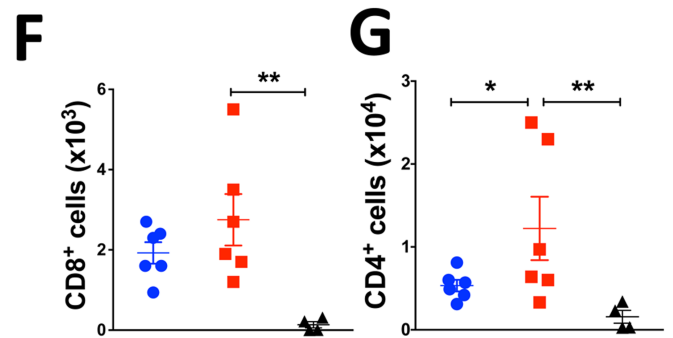 F
**
CD8⁺ cells (x10³)
6
4
2
0
G
* **
CD4⁺ cells (x10⁴)
3
2
1
0